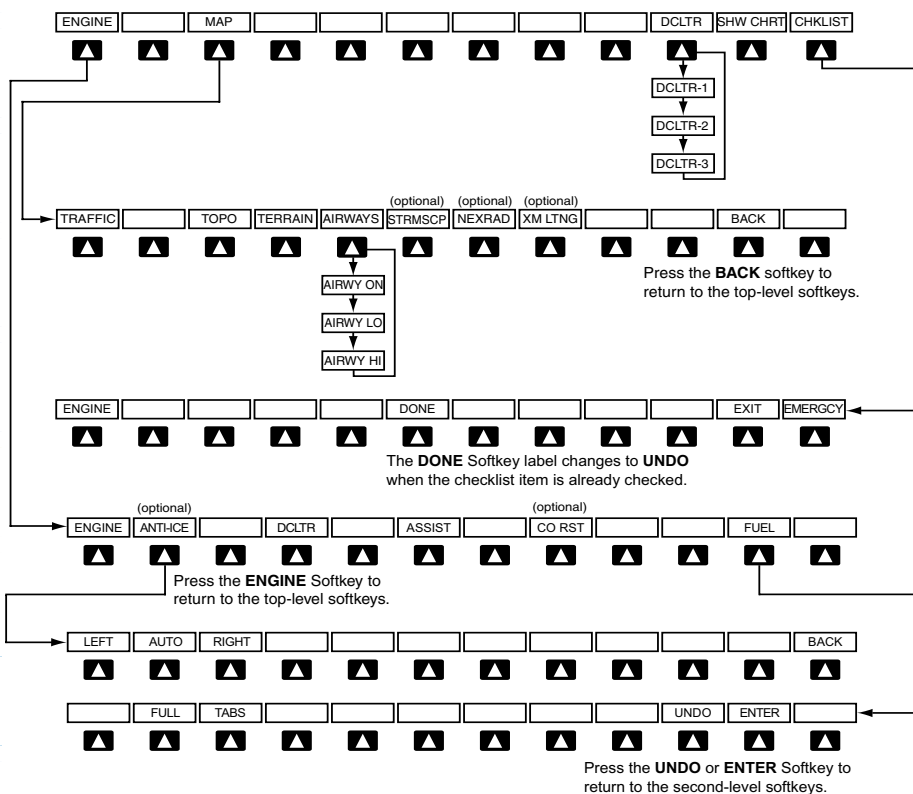 ENGINE MAP DCLTR SHW CHRT CHKLIST
DCLTR-1
DCLTR-2
DCLTR-3
(optional) (optional) (optional)
TRAFFIC TOPO TERRAIN AIRWAYS STRMSCP NEXRAD XM LTNG BACK
Press the BACK softkey to
return to the top-level softkeys.
AIRWY ON
AIRWY LO
AIRWY HI
ENGINE DONE EXIT EMERGCY
The DONE Softkey label changes to UNDO
when the checklist item is already checked.
(optional) (optional)
ENGINE ANTI-ICE DCLTR ASSIST CO RST FUEL
Press the ENGINE Softkey to
return to the top-level softkeys.
LEFT AUTO RIGHT BACK
FULL TABS UNDO ENTER
Press the UNDO or ENTER Softkey to
return to the second-level softkeys.